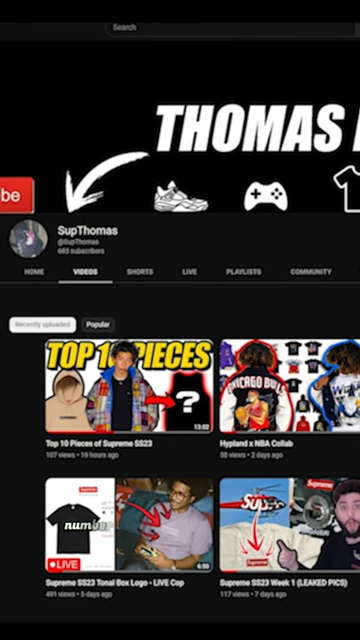 Search
THOMAS
be
SupThomas
@SupThomas
685 subscribers
HOME
VIDEOS
SHORTS
LIVE
PLAYLISTS
COMMUNITY
Recently uploaded
Popular
TOP 10 PIECES
?
13:02
CHICAGO BUL
Top 10 Pieces of Supreme SS23
107 views • 19 hours ago
Hypland x NBA Collab
58 views • 2 days ago
Supreme
number
LIVE
6:50
Sup
Supreme
Supreme SS23 Tonal Box Logo - LIVE Cop
491 views • 5 days ago
Supreme SS23 Week 1 (LEAKED PICS)
117 views • 7 days ago